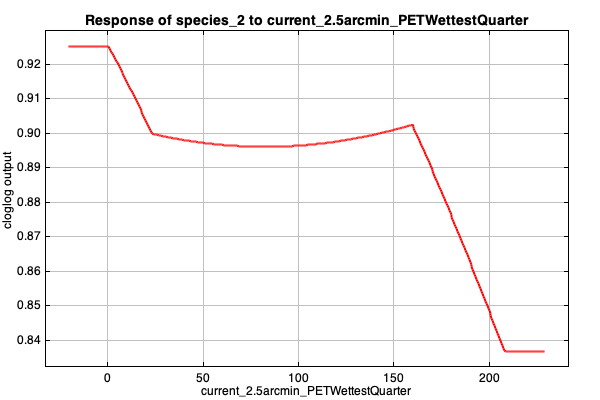 Response of species_2 to current_2.5arcmin_PETWettestQuarter
cloglog output
0.92
0.91
0.90
0.89
0.88
0.87
0.86
0.85
0.84
0 50 100 150 200
current_2.5arcmin_PETWettestQuarter